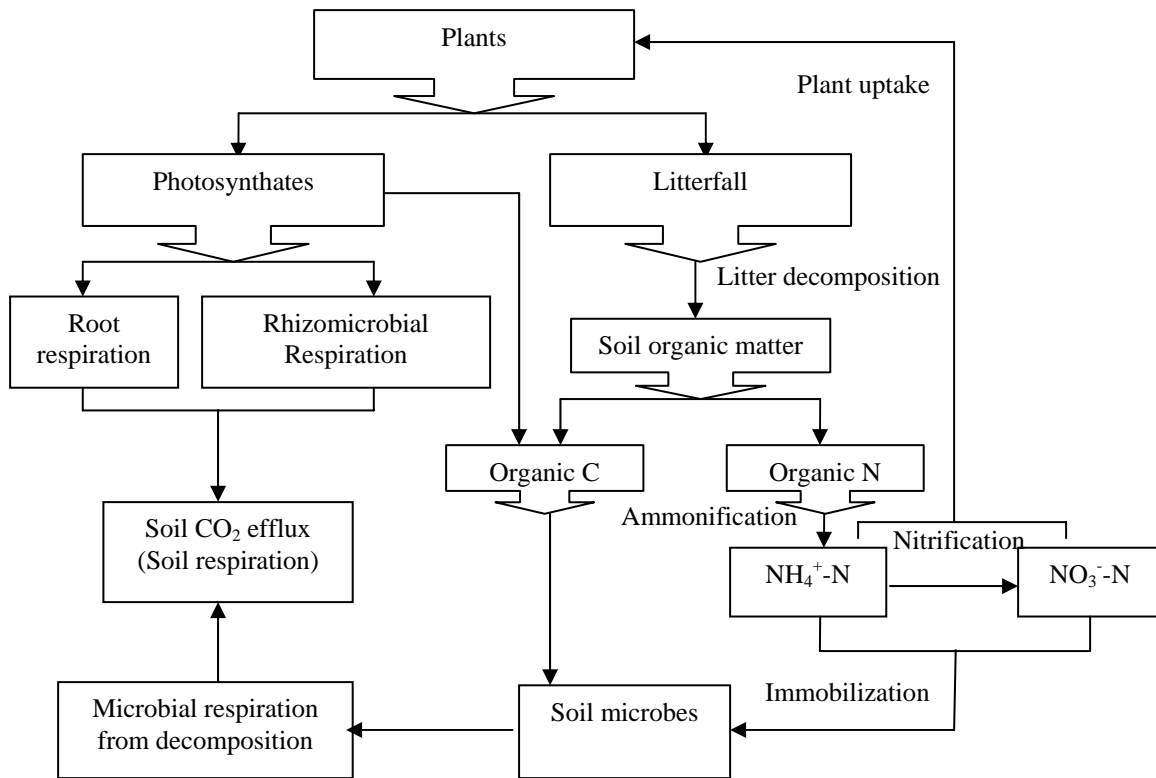 Plants
Plant uptake
Photosynthates
Litterfall
Litter decomposition
Root
respiration
Rhizomicrobial
Respiration
Soil organic matter
Organic C
Organic N
Ammonification
Nitrification
Soil CO₂ efflux
(Soil respiration)
NH₄⁺-N
NO₃⁻-N
Immobilization
Microbial respiration
from decomposition
Soil microbes